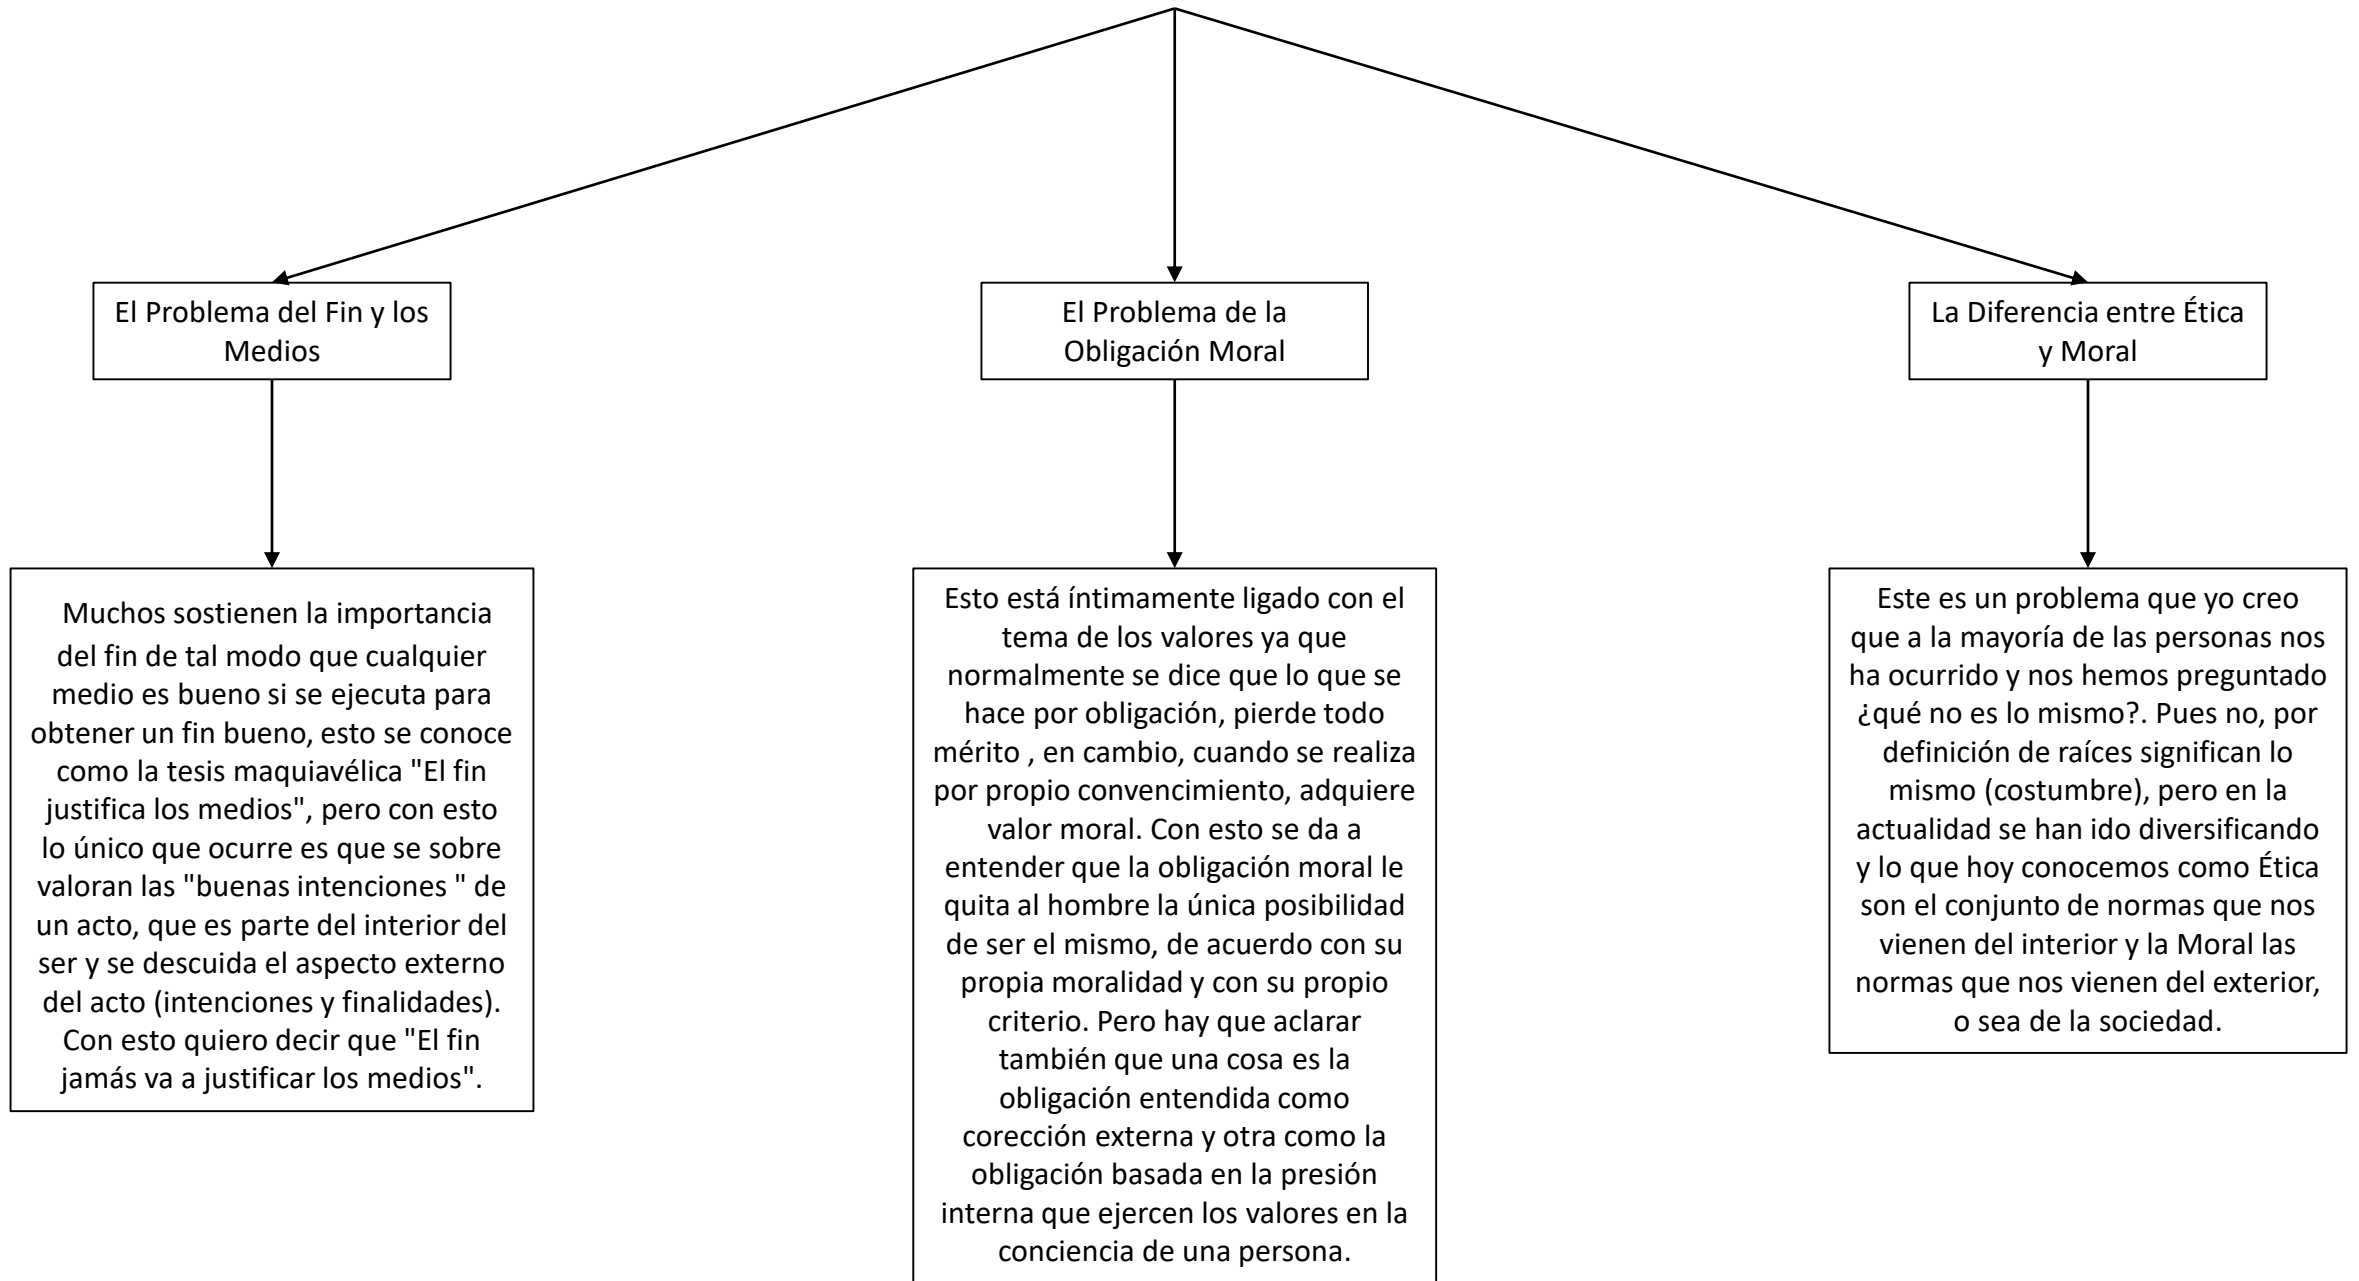 El Problema del Fin y los
Medios
El Problema de la
Obligación Moral
La Diferencia entre Ética
y Moral
Muchos sostienen la importancia
del fin de tal modo que cualquier
medio es bueno si se ejecuta para
obtener un fin bueno, esto se conoce
como la tesis maquiavélica "El fin
justifica los medios", pero con esto
lo único que ocurre es que se sobre
valoran las "buenas intenciones " de
un acto, que es parte del interior del
ser y se descuida el aspecto externo
del acto (intenciones y finalidades).
Con esto quiero decir que "El fin
jamás va a justificar los medios".
Esto está íntimamente ligado con el
tema de los valores ya que
normalmente se dice que lo que se
hace por obligación, pierde todo
mérito , en cambio, cuando se realiza
por propio convencimiento, adquiere
valor moral. Con esto se da a
entender que la obligación moral le
quita al hombre la única posibilidad
de ser el mismo, de acuerdo con su
propia moralidad y con su propio
criterio. Pero hay que aclarar
también que una cosa es la
obligación entendida como
corección externa y otra como la
obligación basada en la presión
interna que ejercen los valores en la
conciencia de una persona.
Este es un problema que yo creo
que a la mayoría de las personas nos
ha ocurrido y nos hemos preguntado
¿qué no es lo mismo?. Pues no, por
definición de raíces significan lo
mismo (costumbre), pero en la
actualidad se han ido diversificando
y lo que hoy conocemos como Ética
son el conjunto de normas que nos
vienen del interior y la Moral las
normas que nos vienen del exterior,
o sea de la sociedad.